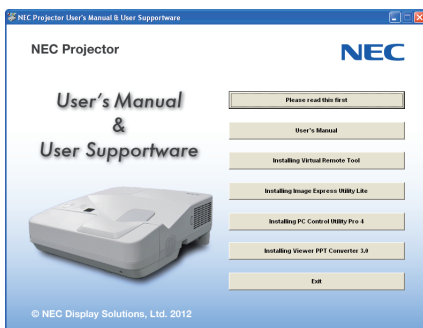 NEC Projector User's Manual & User Supportware
NEC Projector
NEC
User's Manual
&
User Supportware
Please read this first
User's Manual
Installing Virtual Remote Tool
Installing Image Express Utility Lite
Installing PC Control Utility Pro 4
Installing Viewer PPT Converter 3.0
Exit
© NEC Display Solutions, Ltd. 2012